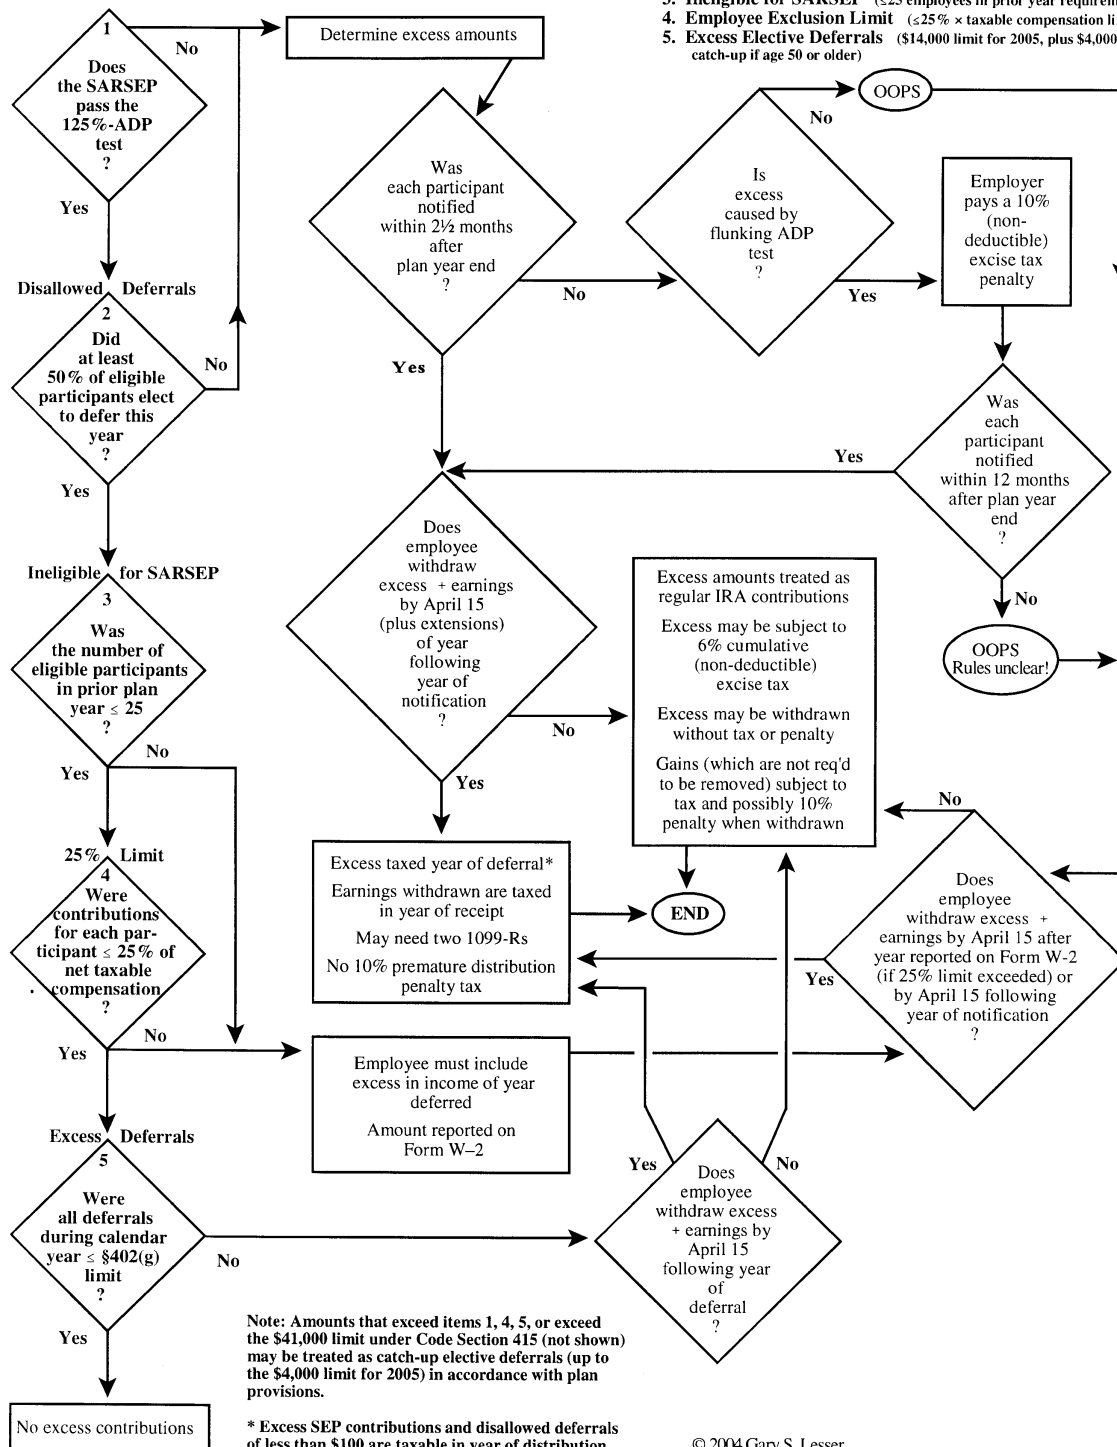 3. Ineligible for SARSEP (≤25 employees in prior year
4. Employee Exclusion Limit (≤25% × taxable compensation
5. Excess Elective Deferrals ($14,000 limit for 2005, plus $4,000
catch-up if age 50 or older)
1
Does
the SARSEP
pass the
125%-ADP
test
?
No
Yes
Determine excess amounts
Was
each participant
notified
within 2½ months
after
plan year end
?
No
Yes
Is
excess
caused by
flunking ADP
test
?
No
Yes
OOPS
Employer
pays a 10%
(non-
deductible)
excise tax
penalty
Disallowed Deferrals
2
Did
at least
50% of eligible
participants elect
to defer this
year
?
No
Yes
Was
each
participant
notified
within 12 months
after plan year
end
?
Yes
No
OOPS
Rules unclear!
Does
employee
withdraw
excess + earnings
by April 15
(plus extensions)
of year
following
year of
notification
?
No
Yes
Excess amounts treated as
regular IRA contributions
Excess may be subject to
6% cumulative
(non-deductible)
excise tax
Excess may be withdrawn
without tax or penalty
Gains (which are not req'd
to be removed) subject to
tax and possibly 10%
penalty when withdrawn
Ineligible for SARSEP
3
Was
the number of
eligible participants
in prior plan
year ≤ 25
?
No
Yes
25% Limit
4
Were
contributions
for each par-
ticipant ≤ 25% of
net taxable
compensation
?
No
Yes
Excess taxed year of deferral*
Earnings withdrawn are taxed
in year of receipt
May need two 1099-Rs
No 10% premature distribution
penalty tax
END
No
Does
employee
withdraw excess +
earnings by April 15 after
year reported on Form W-2
(if 25% limit exceeded) or
by April 15 following
year of notification
?
Yes
Employee must include
excess in income of year
deferred
Amount reported on
Form W–2
Excess Deferrals
5
Were
all deferrals
during calendar
year ≤ §402(g)
limit
?
No
Yes
Yes
No
Does
employee
withdraw excess
+ earnings by
April 15
following year
of
deferral
?
No excess contributions
Note: Amounts that exceed items 1, 4, 5, or exceed
the $41,000 limit under Code Section 415 (not shown)
may be treated as catch-up elective deferrals (up to
the $4,000 limit for 2005) in accordance with plan
provisions.
* Excess SEP contributions and disallowed deferrals
of less than $100 are taxable in year of distribution
© 2004 Gary S. Lesser